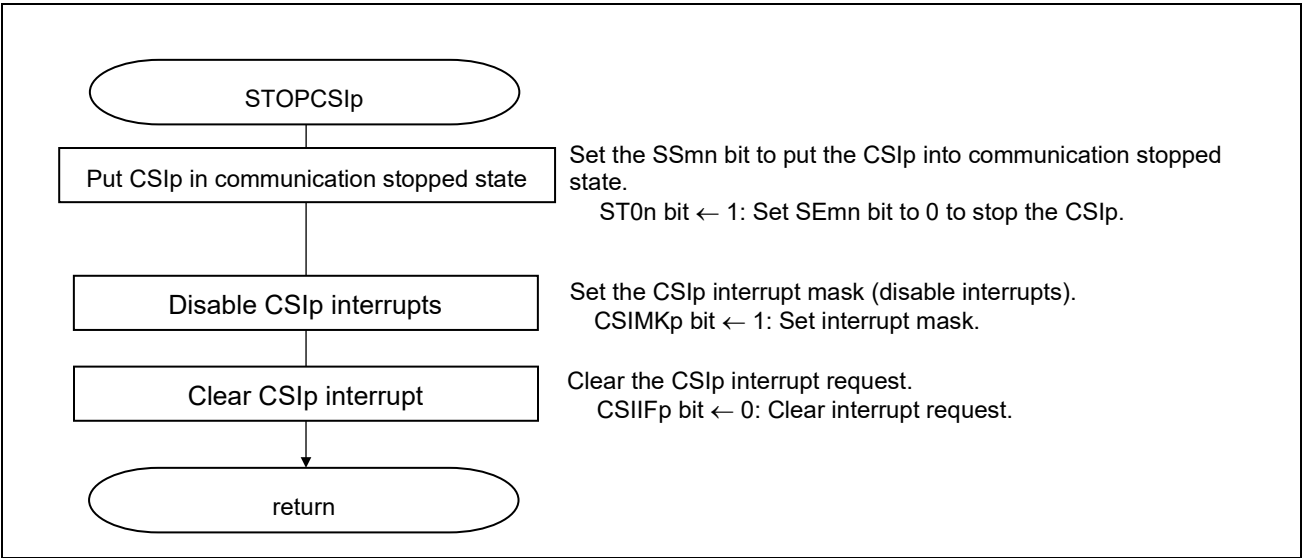 STOPCSIp
Put CSIp in communication stopped state
Set the SSmn bit to put the CSIp into communication stopped
state.
ST0n bit ← 1: Set SEmn bit to 0 to stop the CSIp.
Disable CSIp interrupts
Set the CSIp interrupt mask (disable interrupts).
CSIMKp bit ← 1: Set interrupt mask.
Clear CSIp interrupt
Clear the CSIp interrupt request.
CSIIFp bit ← 0: Clear interrupt request.
return